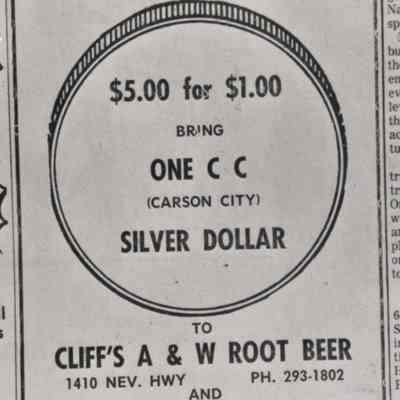 $5.00 for $1.00
BRING
ONE C C
(CARSON CITY)
SILVER DOLLAR
TO
CLIFF'S A & W ROOT BEER
1410 NEV. HWY PH. 293-1802
AND